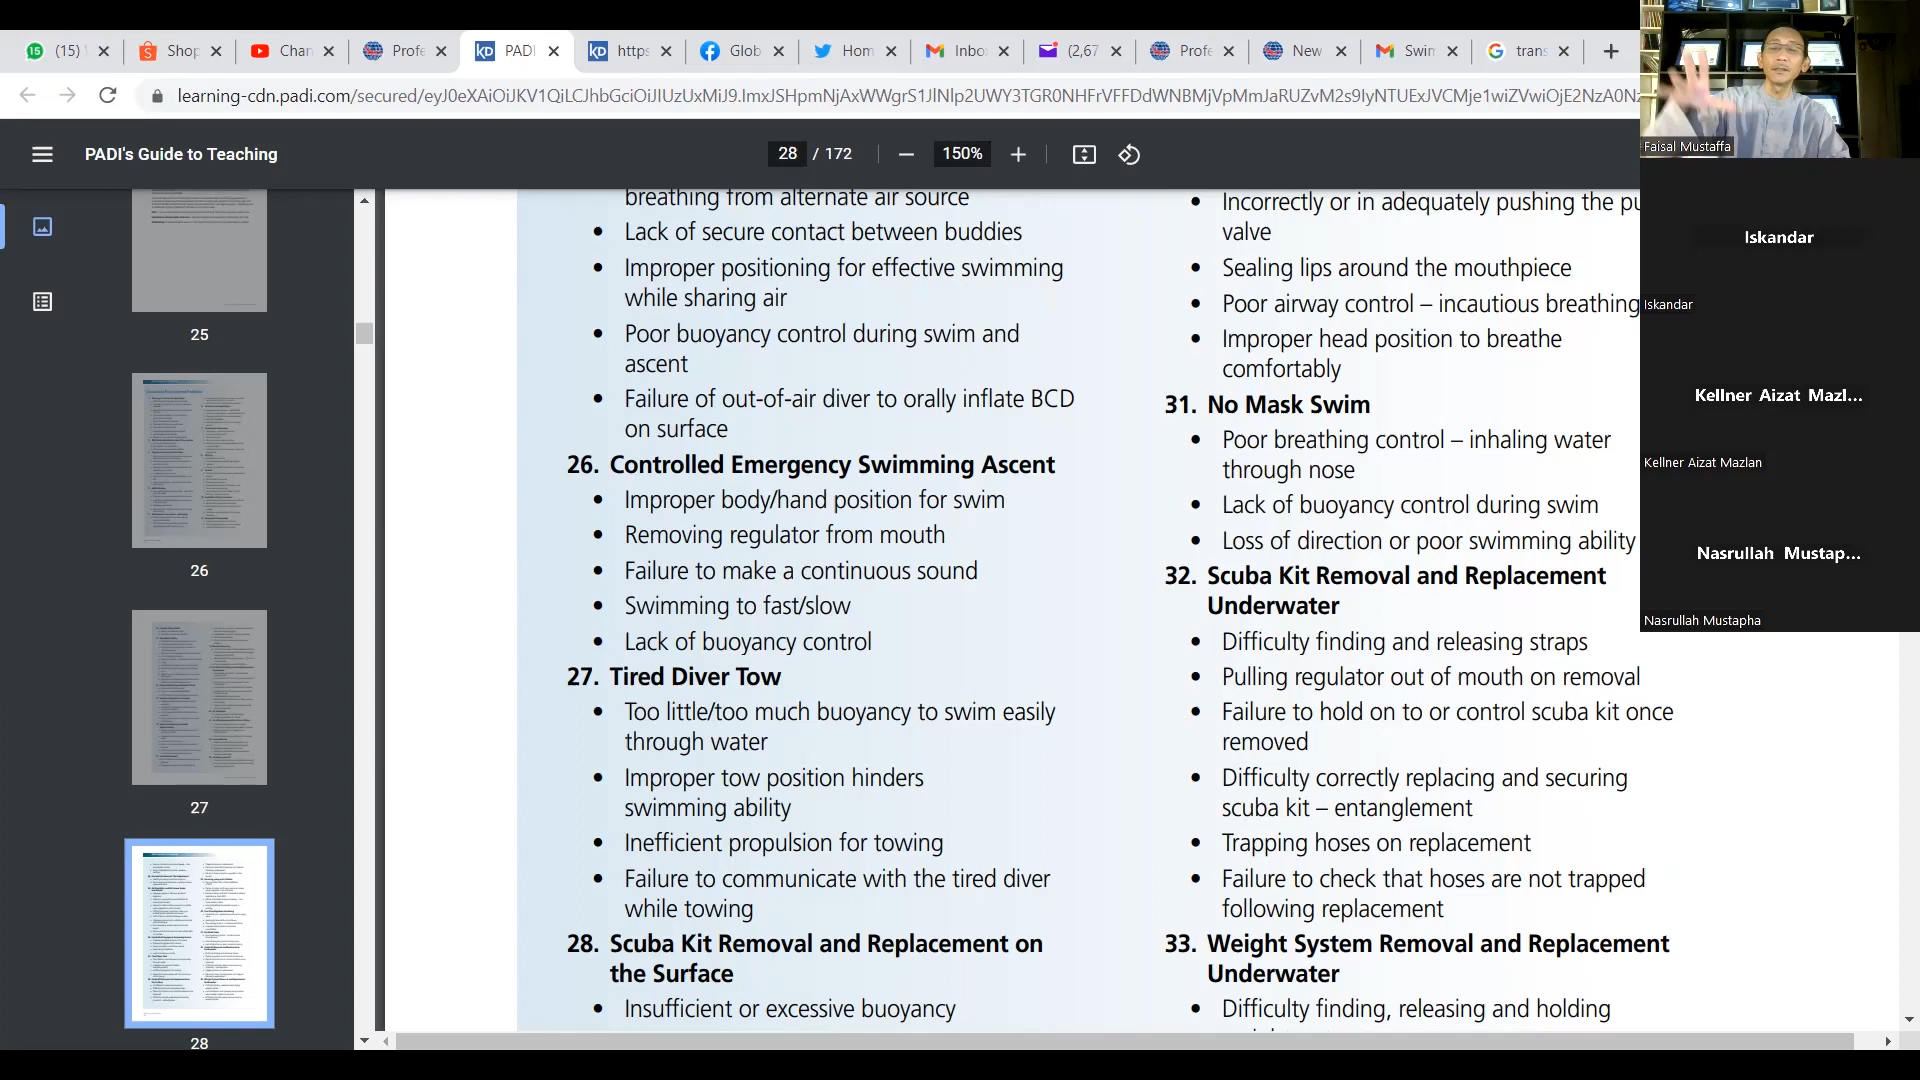 (15)
Shop
Chan
Profe
PADI
https
Glob
Hom
Inbo
(2,67
Profe
New
Swin
trans
PADI's Guide to Teaching
28 / 172
150%
25
26
27
28
breathing from alternate air source
• Lack of secure contact between buddies
• Improper positioning for effective swimming
while sharing air
• Poor buoyancy control during swim and
ascent
• Failure of out-of-air diver to orally inflate BCD
on surface
26. Controlled Emergency Swimming Ascent
• Improper body/hand position for swim
• Removing regulator from mouth
• Failure to make a continuous sound
• Swimming to fast/slow
• Lack of buoyancy control
27. Tired Diver Tow
• Too little/too much buoyancy to swim easily
through water
• Improper tow position hinders
swimming ability
• Inefficient propulsion for towing
• Failure to communicate with the tired diver
while towing
28. Scuba Kit Removal and Replacement on
the Surface
• Insufficient or excessive buoyancy
• Incorrectly or in adequately pushing the pu
valve
• Sealing lips around the mouthpiece
• Poor airway control – incautious breathing
• Improper head position to breathe
comfortably
31. No Mask Swim
• Poor breathing control – inhaling water
through nose
• Lack of buoyancy control during swim
• Loss of direction or poor swimming ability
32. Scuba Kit Removal and Replacement
Underwater
• Difficulty finding and releasing straps
• Pulling regulator out of mouth on removal
• Failure to hold on to or control scuba kit once
removed
• Difficulty correctly replacing and securing
scuba kit – entanglement
• Trapping hoses on replacement
• Failure to check that hoses are not trapped
following replacement
33. Weight System Removal and Replacement
Underwater
• Difficulty finding, releasing and holding
Faisal Mustaffa
Iskandar
Iskandar
Kellner Aizat Mazl...
Kellner Aizat Mazlan
Nasrullah Mustap...
Nasrullah Mustapha